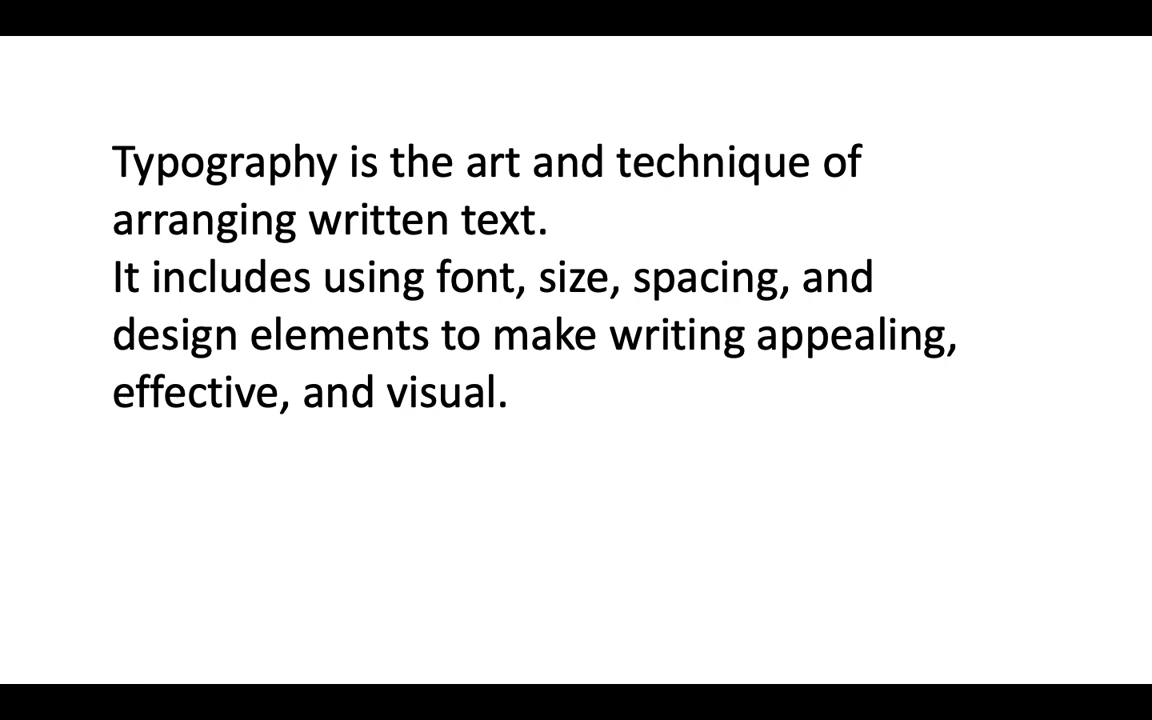 Typography is the art and technique of
arranging written text.
It includes using font, size, spacing, and
design elements to make writing appealing,
effective, and visual.